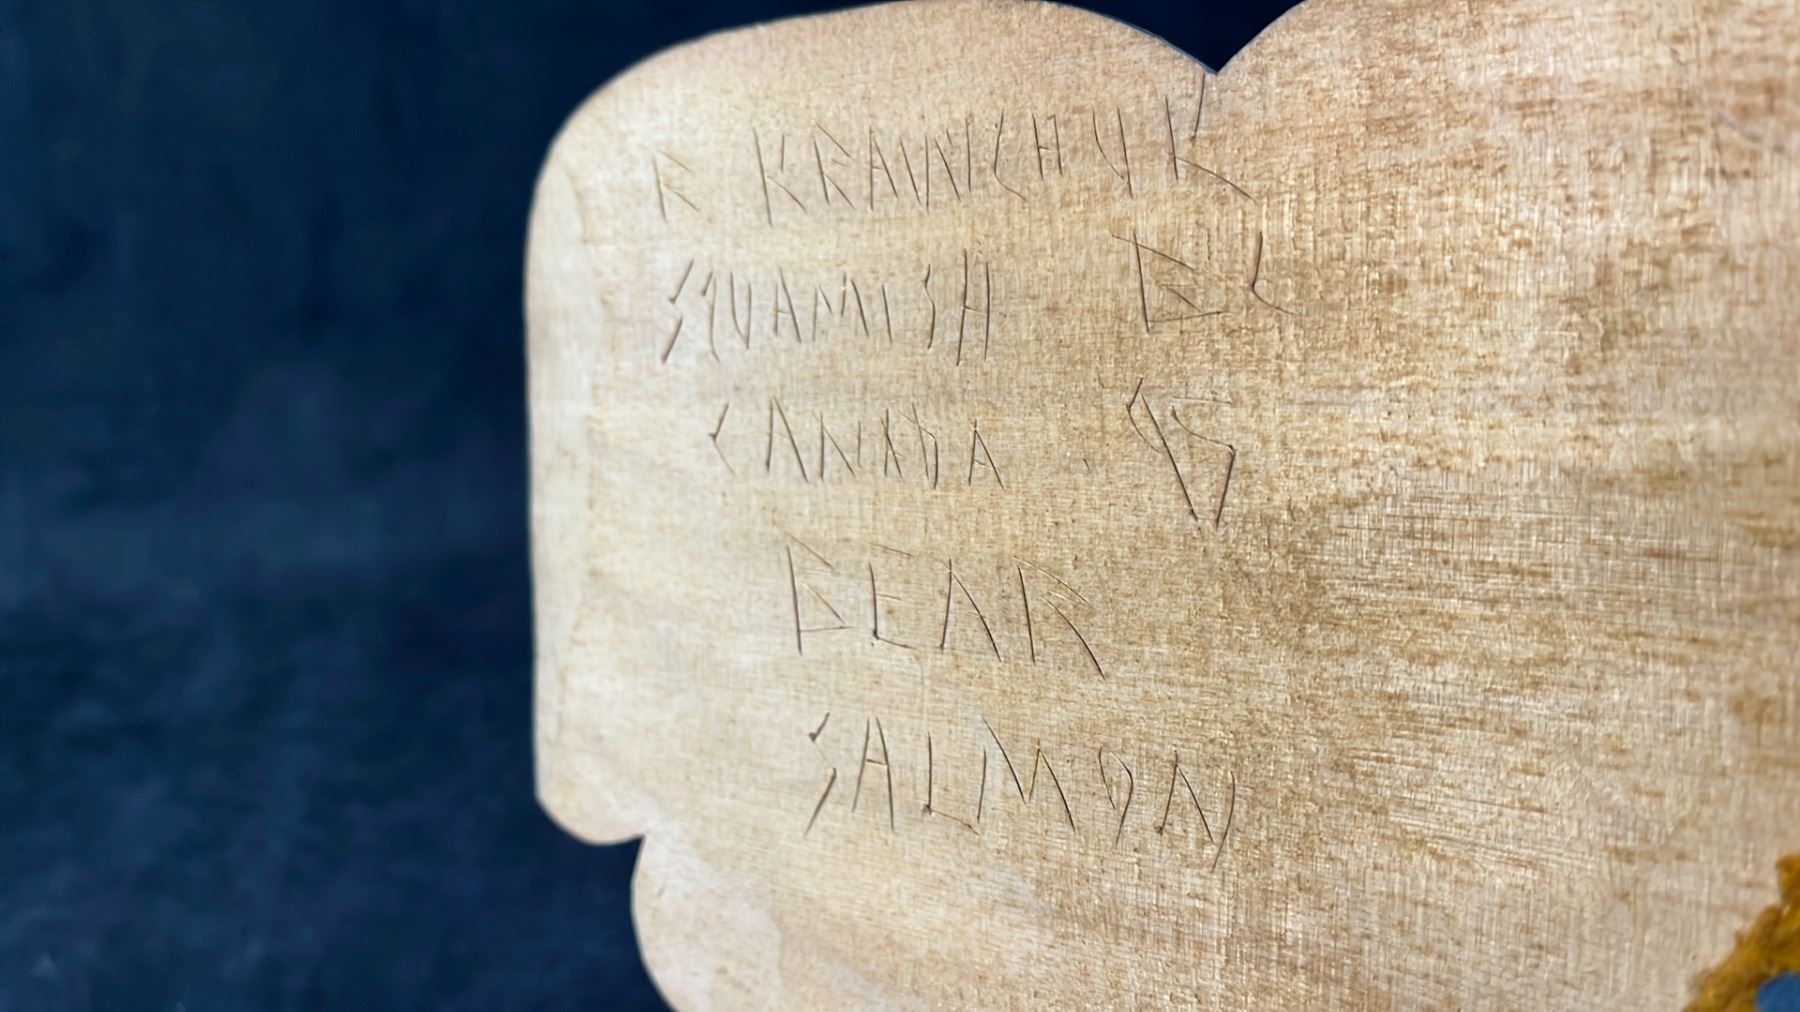 R KRAWCHUK
SQUAMISH BC
CANADA 95
BEAR
SALMON